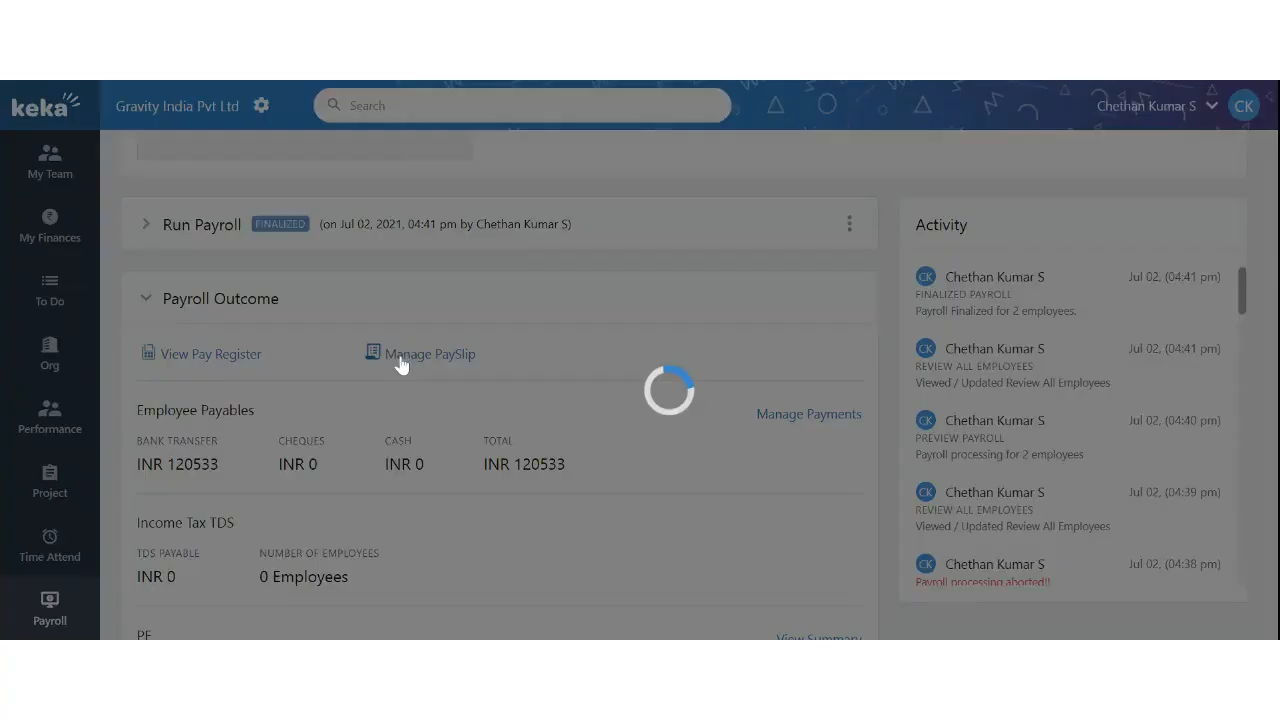 keka
Gravity India Pvt Ltd
Search
Chethan Kumar S
CK
My Team
My Finances
To Do
Org
Performance
Project
Time Attend
Payroll
Run Payroll FINALIZED (on Jul 02, 2021, 04:41 pm by Chethan Kumar S)
Payroll Outcome
View Pay Register Manage PaySlip
Employee Payables Manage Payments
BANK TRANSFER CHEQUES CASH TOTAL
INR 120533 INR 0 INR 0 INR 120533
Income Tax TDS
TDS PAYABLE NUMBER OF EMPLOYEES
INR 0 0 Employees
PF View Summary
Activity
CK Chethan Kumar S Jul 02, (04:41 pm)
FINALIZED PAYROLL
Payroll Finalized for 2 employees.
CK Chethan Kumar S Jul 02, (04:41 pm)
REVIEW ALL EMPLOYEES
Viewed / Updated Review All Employees
CK Chethan Kumar S Jul 02, (04:40 pm)
PREVIEW PAYROLL
Payroll processing for 2 employees
CK Chethan Kumar S Jul 02, (04:39 pm)
REVIEW ALL EMPLOYEES
Viewed / Updated Review All Employees
CK Chethan Kumar S Jul 02, (04:38 pm)
Payroll processing aborted!!